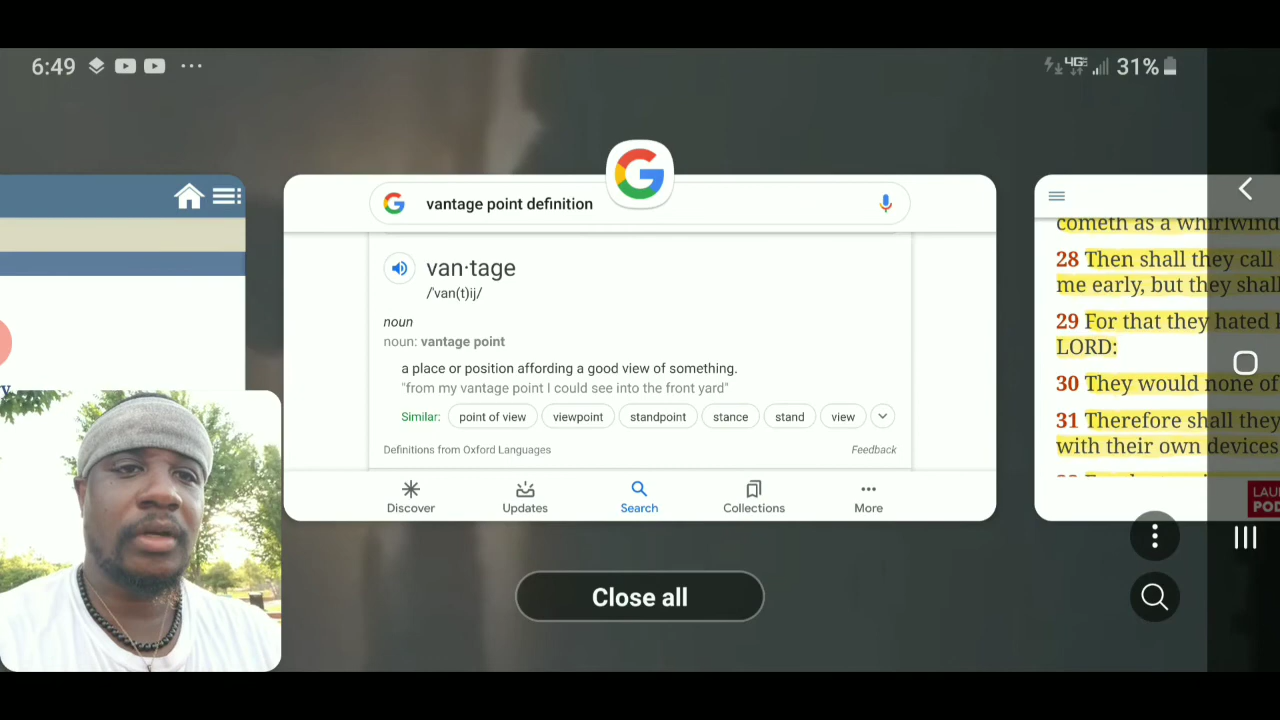 6:49
31%
vantage point definition
van·tage
/ˈvan(t)ij/
noun
noun: vantage point
a place or position affording a good view of something.
"from my vantage point I could see into the front yard"
Similar: point of view viewpoint standpoint stance stand view
Definitions from Oxford Languages Feedback
Discover Updates Search Collections More
Close all
cometh as a whirlwind
28 Then shall they call
me early, but they shall
29 For that they hated
LORD:
30 They would none of
31 Therefore shall they
with their own devices